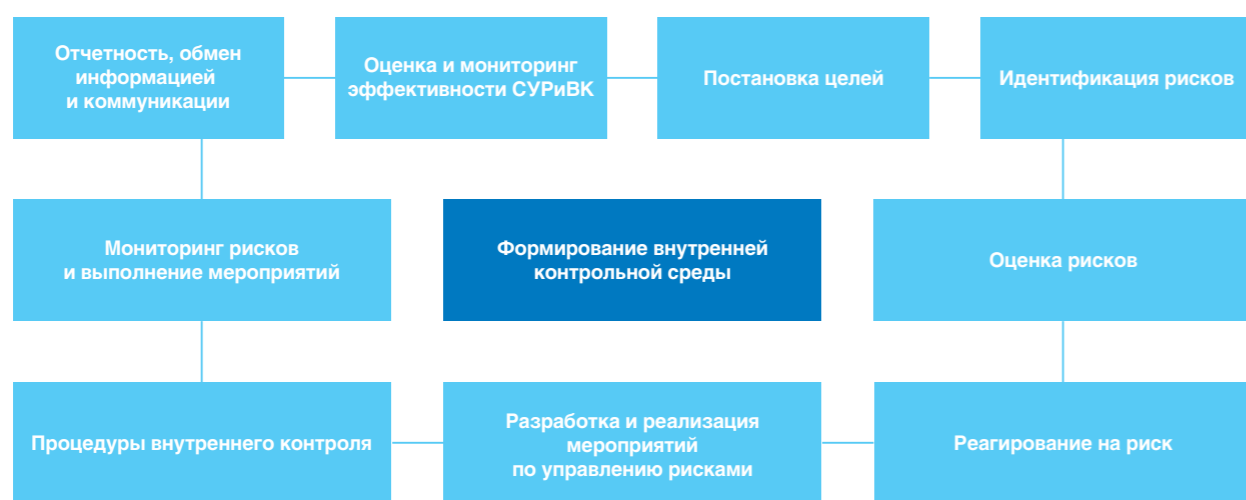 Отчетность, обмен
информацией
и коммуникации
Оценка и мониторинг
эффективности СУРиВК
Постановка целей
Идентификация рисков
Мониторинг рисков
и выполнение мероприятий
Формирование внутренней
контрольной среды
Оценка рисков
Процедуры внутреннего контроля
Разработка и реализация
мероприятий
по управлению рисками
Реагирование на риск